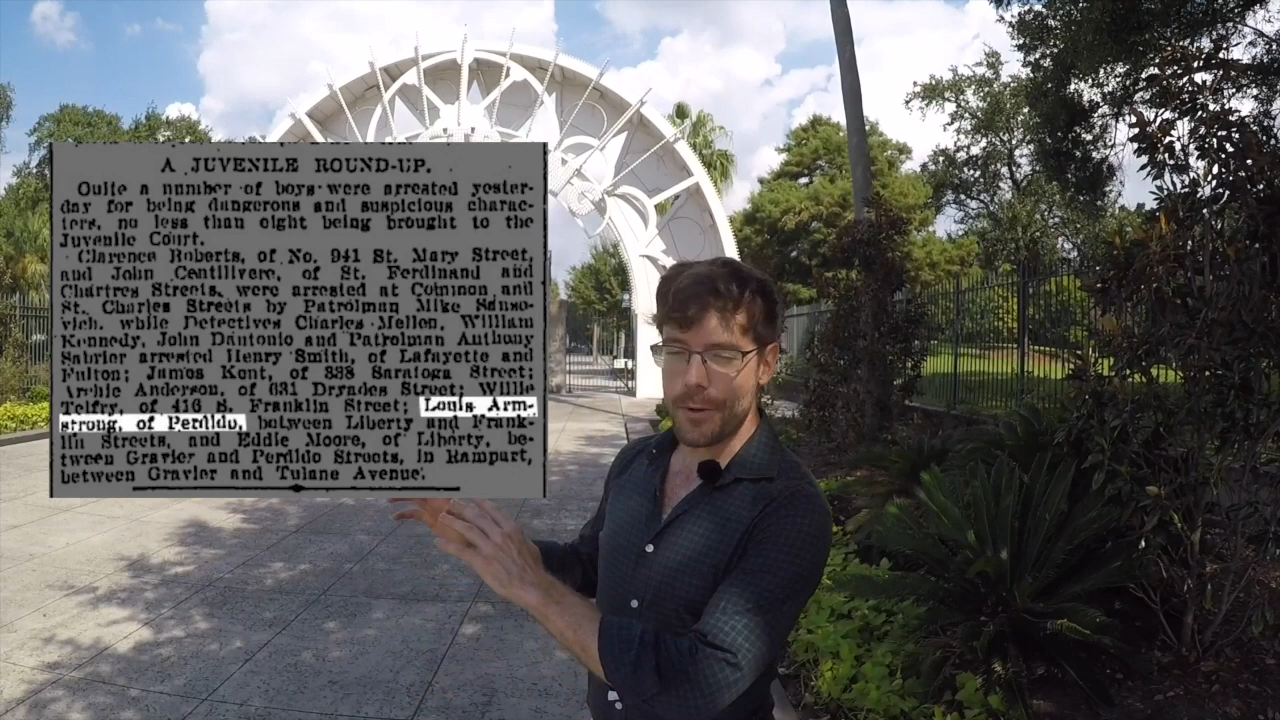 A JUVENILE ROUND-UP.
Quite a number of boys were arrested yester-
day for being dangerous and suspicious charac-
ters, no less than eight being brought to the
Juvenile Court.
Clarence Roberts, of No. 941 St. Mary Street,
and John Centilivere, of St. Ferdinand and
Chartres Streets, were arrested at Common and
St. Charles Streets by Patrolman Mike Sanso-
vich, while Detectives Charles Mellen, William
Kennedy, John Dantonio and Patrolman Anthony
Sabrier arrested Henry Smith, of Lafayette and
Fulton; James Kent, of 338 Saratoga Street;
Archie Anderson, of 631 Dryades Street; Willie
Telfry, of 416 S. Franklin Street; Louis Arm-
strong, of Perdido, between Liberty and Frank-
lin Streets, and Eddie Moore, of Liberty, be-
tween Gravier and Perdido Streets, in Rampart,
between Gravier and Tulane Avenue.